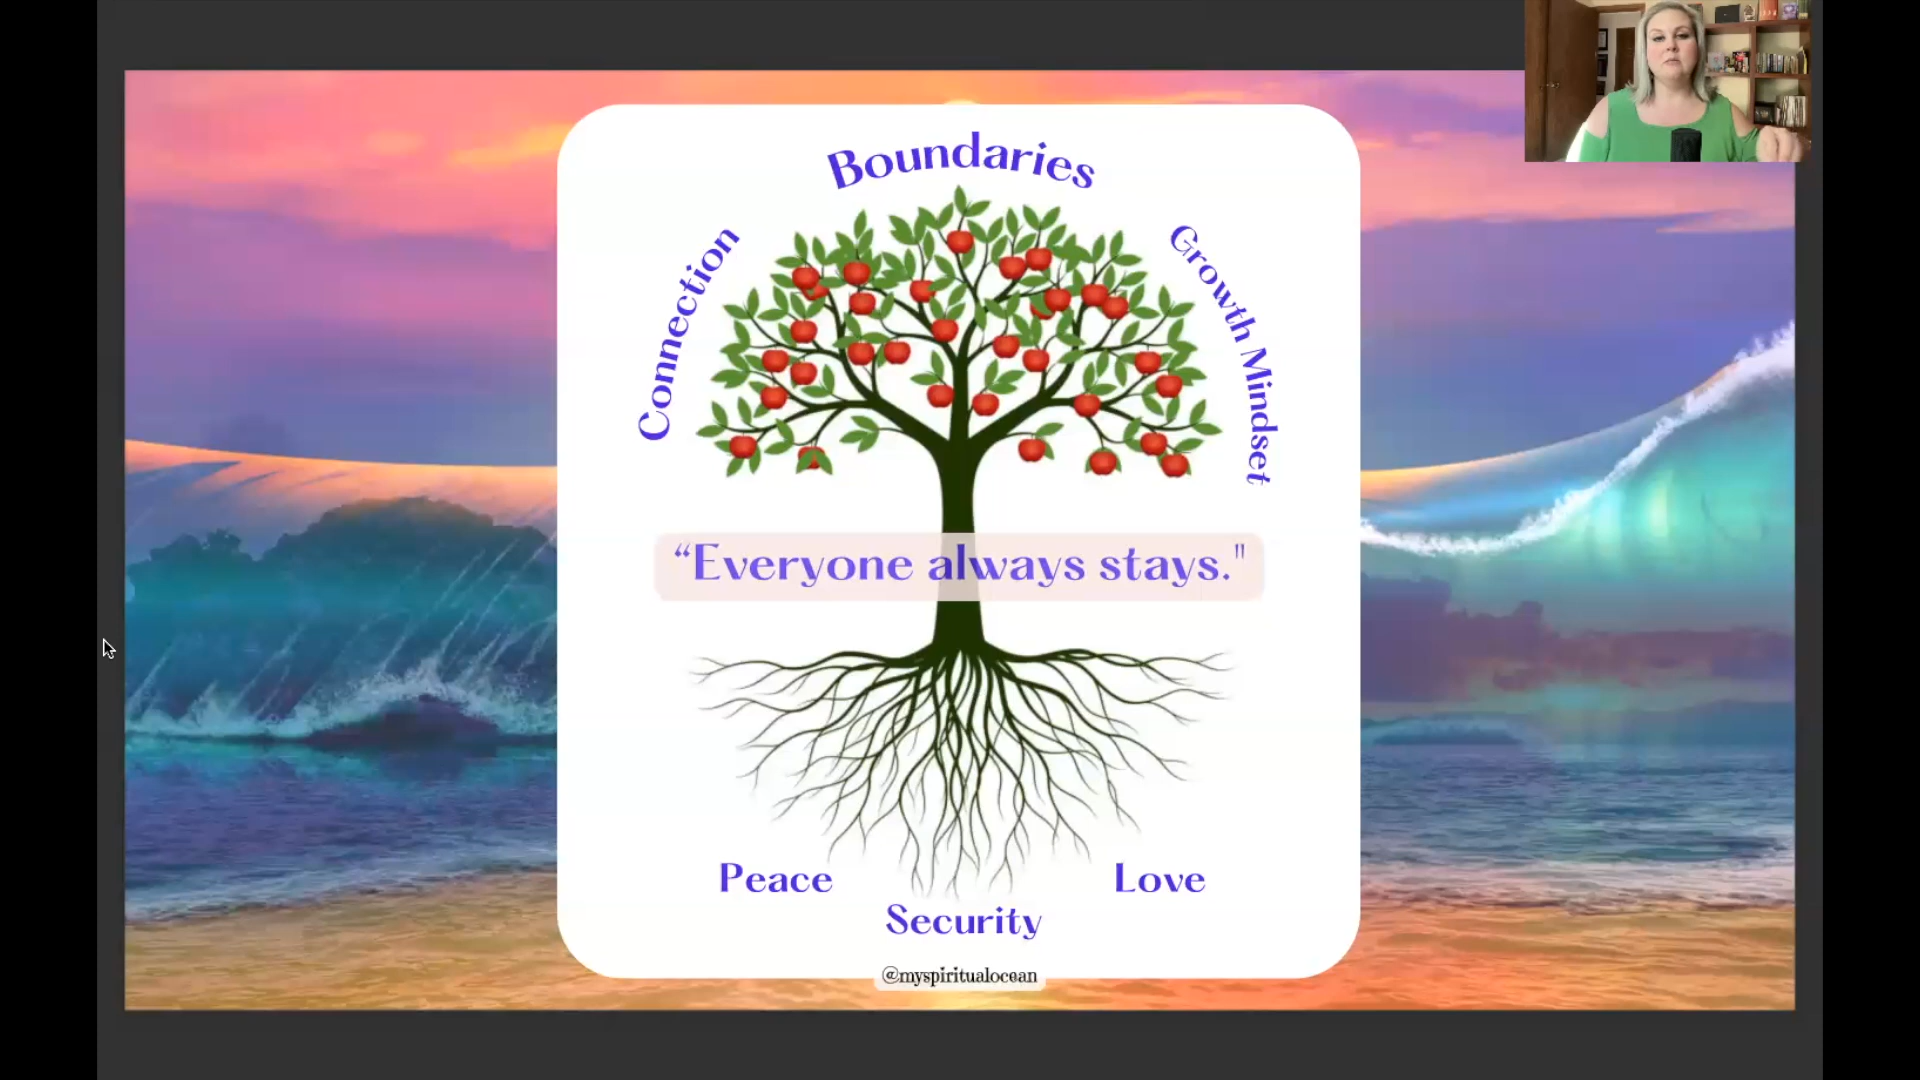 Boundaries
Connection
Growth Mindset
“Everyone always stays."
Peace
Love
Security
@myspiritualocean